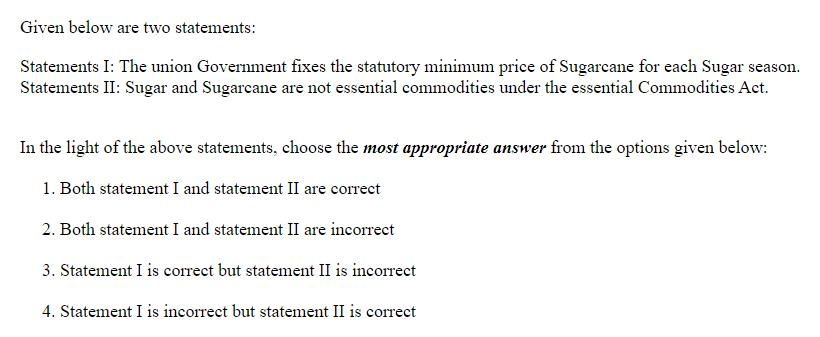 Given below are two statements:
Statements I: The union Government fixes the statutory minimum price of Sugarcane for each Sugar season.
Statements II: Sugar and Sugarcane are not essential commodities under the essential Commodities Act.
In the light of the above statements, choose the most appropriate answer from the options given below:
1. Both statement I and statement II are correct
2. Both statement I and statement II are incorrect
3. Statement I is correct but statement II is incorrect
4. Statement I is incorrect but statement II is correct